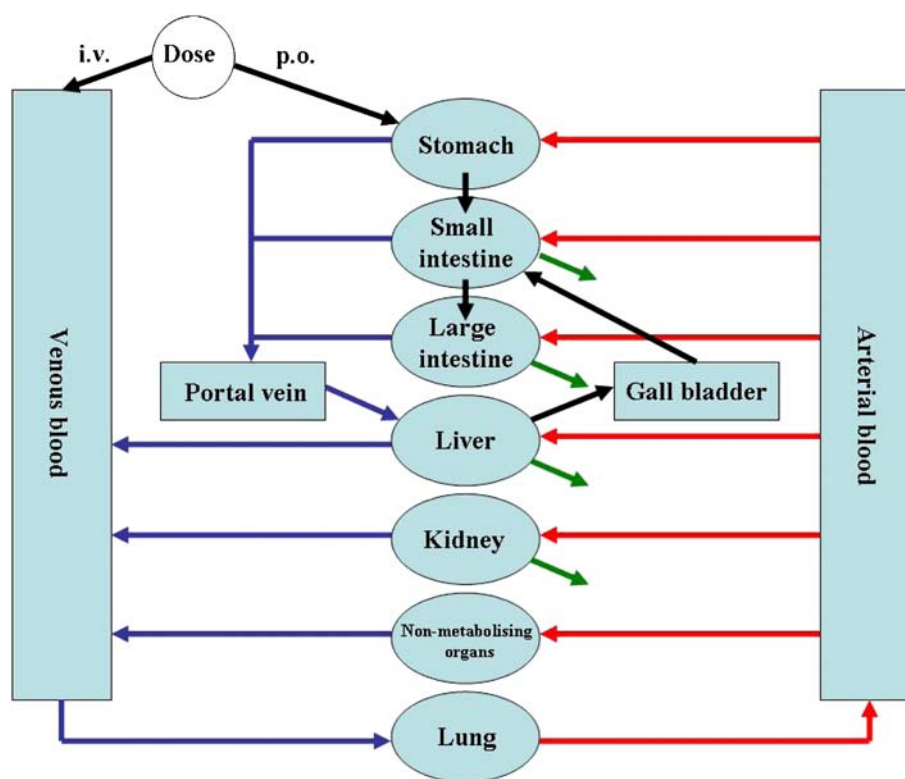 i.v.
Dose
p.o.
Stomach
Small
intestine
Large
intestine
Portal vein
Gall bladder
Liver
Kidney
Non-metabolising
organs
Lung
Venous blood
Arterial blood